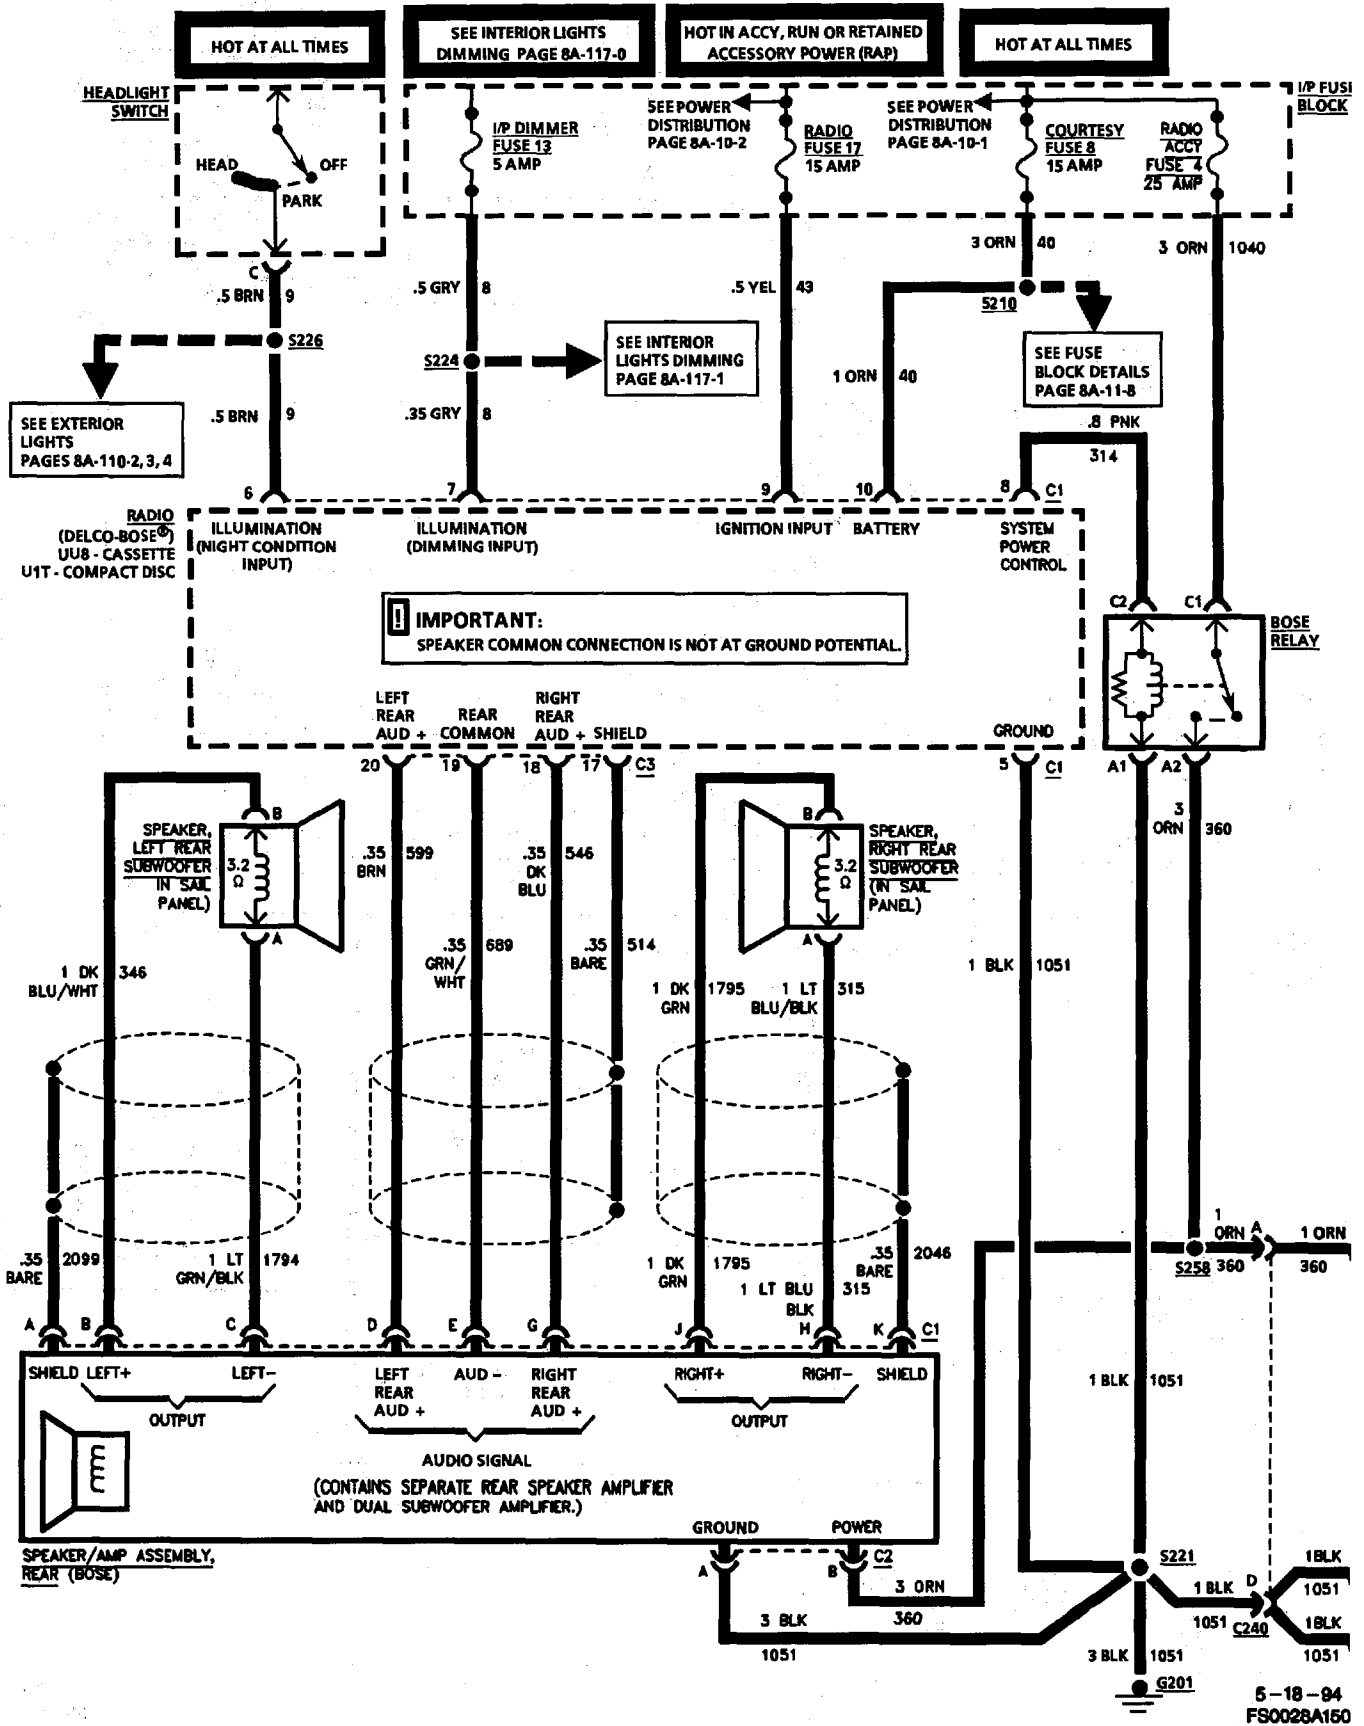 HOT AT ALL TIMES
SEE INTERIOR LIGHTS
DIMMING PAGE 8A-117-0
HOT IN ACCY, RUN OR RETAINED
ACCESSORY POWER (RAP)
HOT AT ALL TIMES
HEADLIGHT
SWITCH
HEAD
OFF
PARK
I/P DIMMER
FUSE 13
5 AMP
SEE POWER
DISTRIBUTION
PAGE 8A-10-2
RADIO
FUSE 17
15 AMP
SEE POWER
DISTRIBUTION
PAGE 8A-10-1
COURTESY
FUSE 8
15 AMP
RADIO
ACCY
FUSE 4
25 AMP
I/P FUSE
BLOCK
C
.5 BRN 9
.5 GRY 8
.5 YEL 43
3 ORN 40
3 ORN 1040
S226
S224
S210
SEE INTERIOR
LIGHTS DIMMING
PAGE 8A-117-1
SEE FUSE
BLOCK DETAILS
PAGE 8A-11-8
SEE EXTERIOR
LIGHTS
PAGES 8A-110-2, 3, 4
.5 BRN 9
.35 GRY 8
1 ORN 40
.8 PNK
314
6
7
9
10
8
C1
RADIO
(DELCO-BOSE®)
UU8 - CASSETTE
U1T - COMPACT DISC
ILLUMINATION
(NIGHT CONDITION
INPUT)
ILLUMINATION
(DIMMING INPUT)
IGNITION INPUT
BATTERY
SYSTEM
POWER
CONTROL
! IMPORTANT:
SPEAKER COMMON CONNECTION IS NOT AT GROUND POTENTIAL.
C2
C1
BOSE
RELAY
LEFT
REAR
AUD +
REAR
COMMON
RIGHT
REAR
AUD +
SHIELD
GROUND
20
19
18
17
C3
5
C1
A1
A2
B
SPEAKER,
LEFT REAR
SUBWOOFER
IN SAIL
PANEL)
3.2
Ω
A
.35 599
BRN
.35 546
DK
BLU
B
3.2
Ω
A
SPEAKER,
RIGHT REAR
SUBWOOFER
(IN SAIL
PANEL)
3 360
ORN
1 DK 346
BLU/WHT
.35 689
GRN/
WHT
.35 514
BARE
1 DK 1795
GRN
1 LT 315
BLU/BLK
1 BLK 1051
.35 2099
BARE
1 LT 1794
GRN/BLK
1 DK 1795
GRN
1 LT BLU 315
BLK
.35 2046
BARE
1
ORN A
360
S258
1 ORN
360
A
B
C
D
E
G
J
H
K
C1
SHIELD
LEFT+
LEFT-
OUTPUT
LEFT
REAR
AUD +
AUD -
RIGHT
REAR
AUD +
AUDIO SIGNAL
RIGHT+
RIGHT-
SHIELD
OUTPUT
1 BLK 1051
(CONTAINS SEPARATE REAR SPEAKER AMPLIFIER
AND DUAL SUBWOOFER AMPLIFIER.)
GROUND
POWER
SPEAKER/AMP ASSEMBLY,
REAR (BOSE)
A
B
C2
3 ORN
360
3 BLK
1051
S221
1 BLK D
1051 C240
1BLK
1051
1BLK
1051
3 BLK 1051
G201
5-18-94
FS0028A150